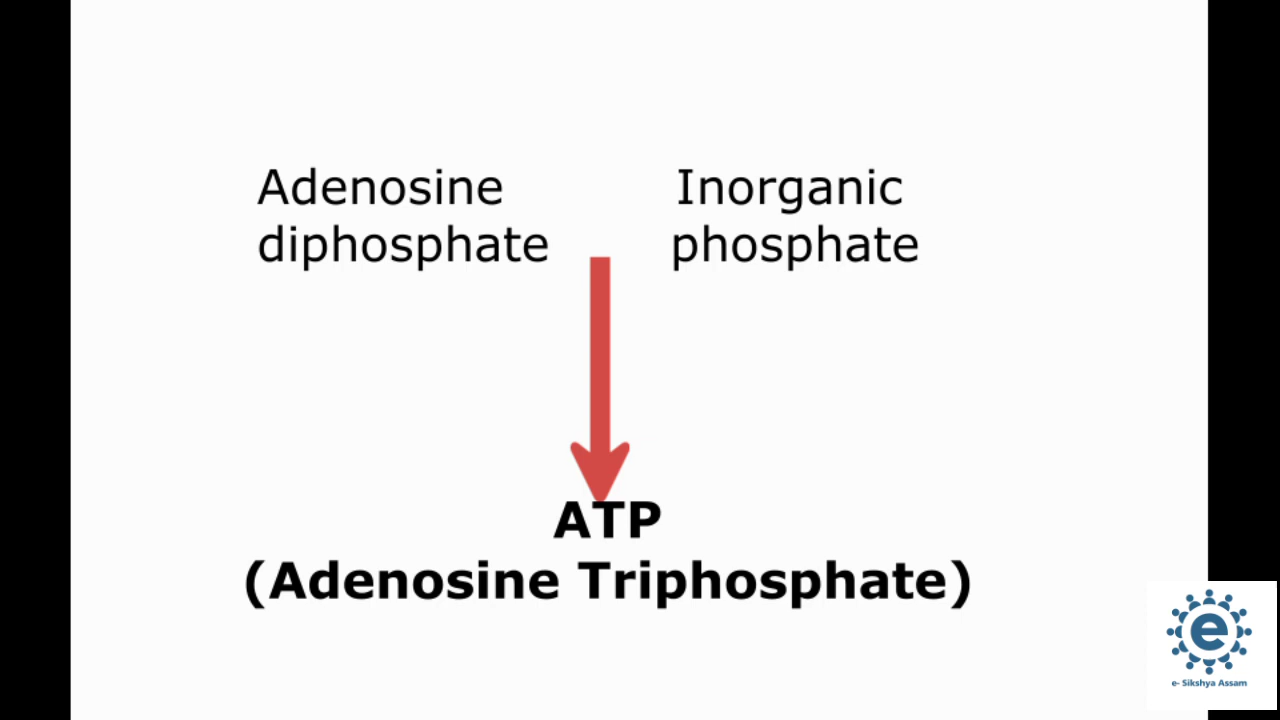 Adenosine
diphosphate
Inorganic
phosphate
ATP
(Adenosine Triphosphate)
e
e- Sikshya Assam